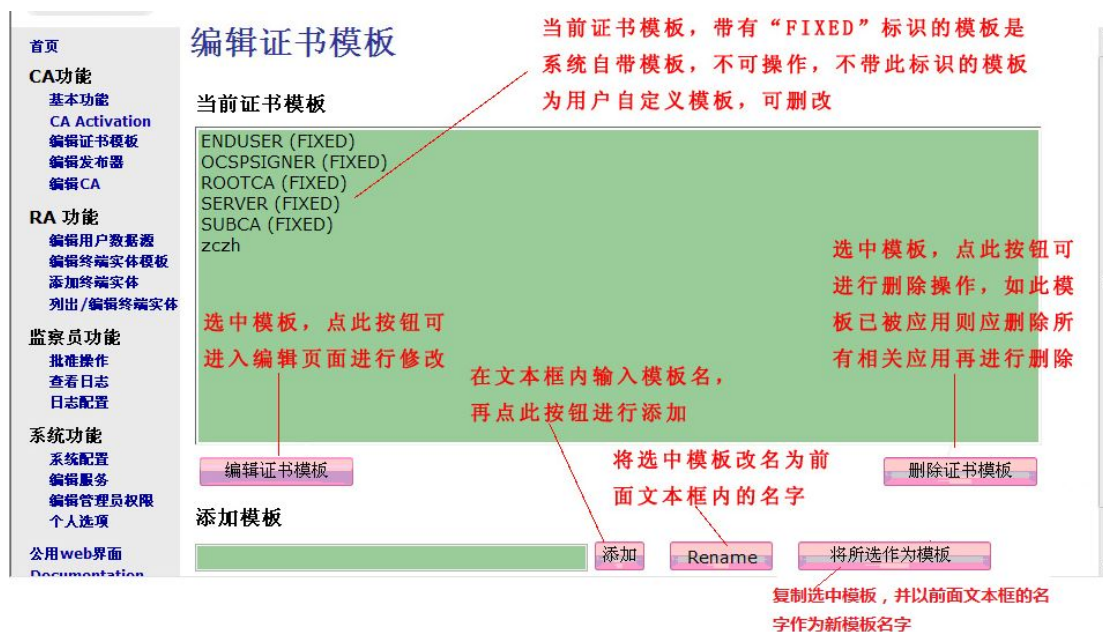 首页
CA功能
基本功能
CA Activation
编辑证书模板
编辑发布器
编辑CA
RA 功能
编辑用户数据源
编辑终端实体模板
添加终端实体
列出/编辑终端实体
监察员功能
批准操作
查看日志
日志配置
系统功能
系统配置
编辑服务
编辑管理员权限
个人选项
公用web界面
Documentation
编辑证书模板
当前证书模板，带有“FIXED”标识的模板是
系统自带模板，不可操作，不带此标识的模板
为用户自定义模板，可删改
当前证书模板
ENDUSER (FIXED)
OCSPSIGNER (FIXED)
ROOTCA (FIXED)
SERVER (FIXED)
SUBCA (FIXED)
zczh
选中模板，点此按钮可
进行删除操作，如此模
板已被应用则应删除所
有相关应用再进行删除
选中模板，点此按钮可
进入编辑页面进行修改
在文本框内输入模板名，
再点此按钮进行添加
编辑证书模板
将选中模板改名为前
面文本框内的名字
删除证书模板
添加模板
添加
Rename
将所选作为模板
复制选中模板，并以前面文本框的名
字作为新模板名字